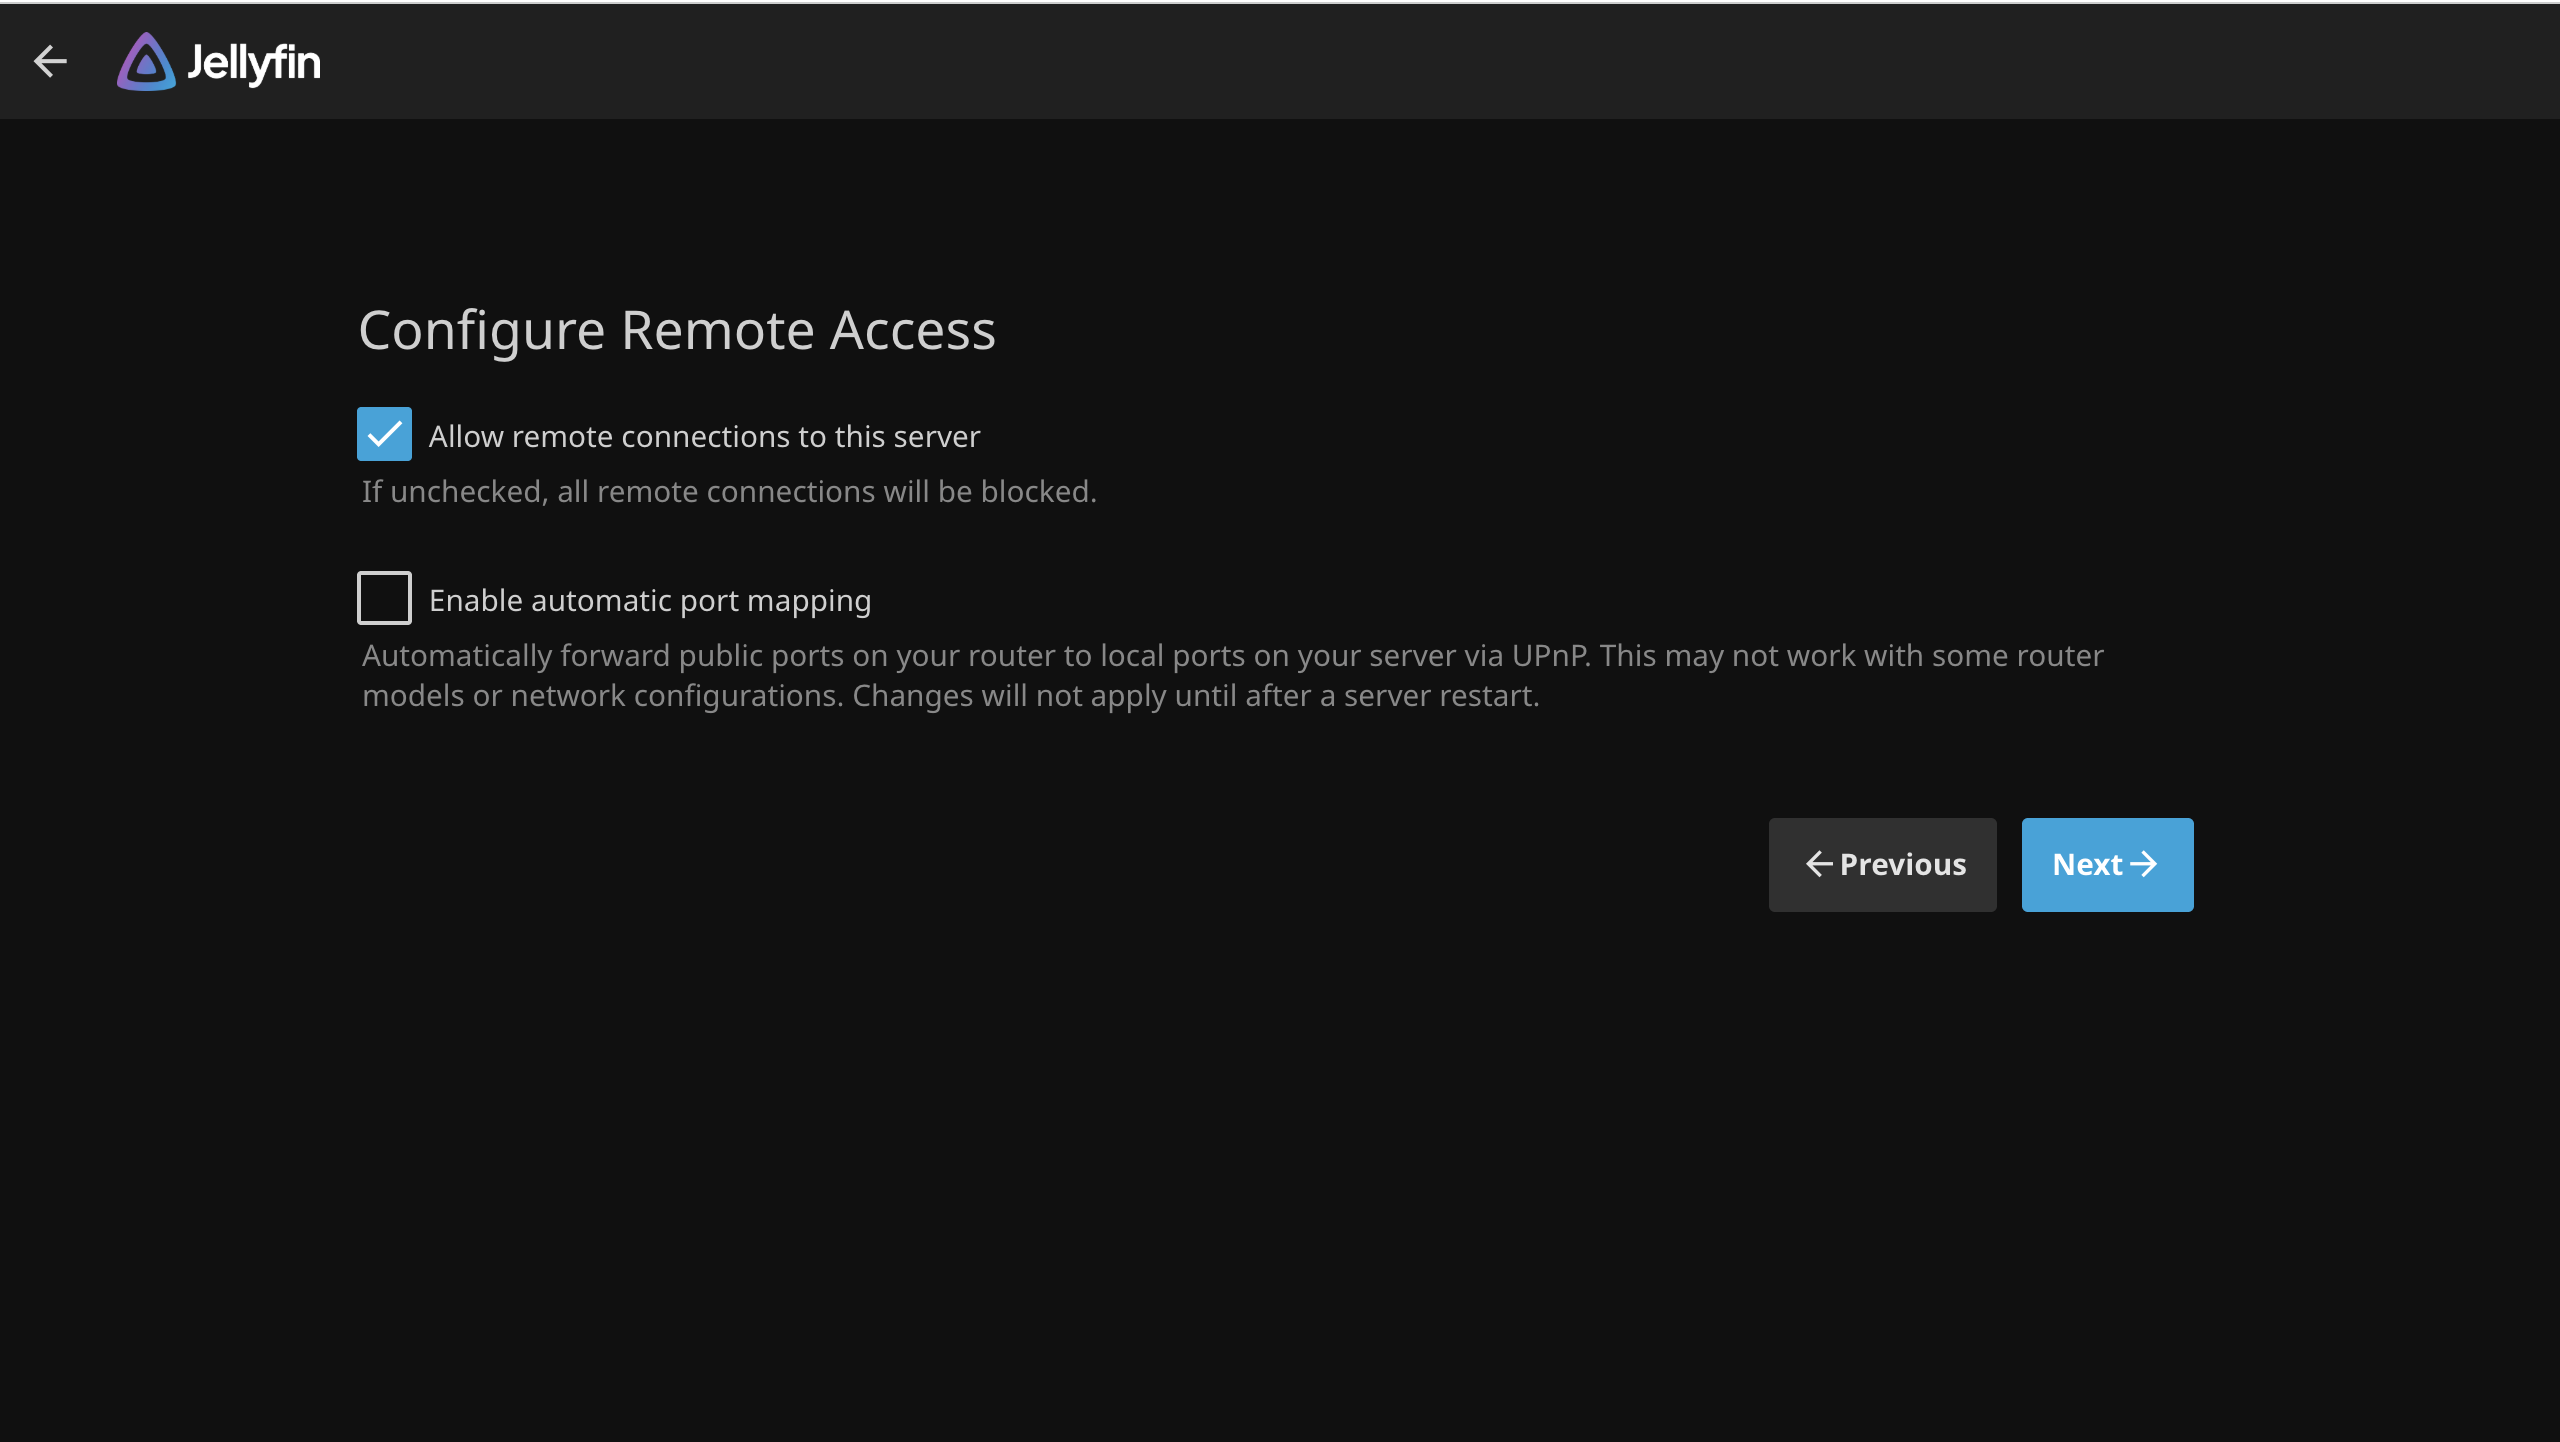 Jellyfin
Configure Remote Access
Allow remote connections to this server
If unchecked, all remote connections will be blocked.
Enable automatic port mapping
Automatically forward public ports on your router to local ports on your server via UPnP. This may not work with some router
models or network configurations. Changes will not apply until after a server restart.
Previous
Next